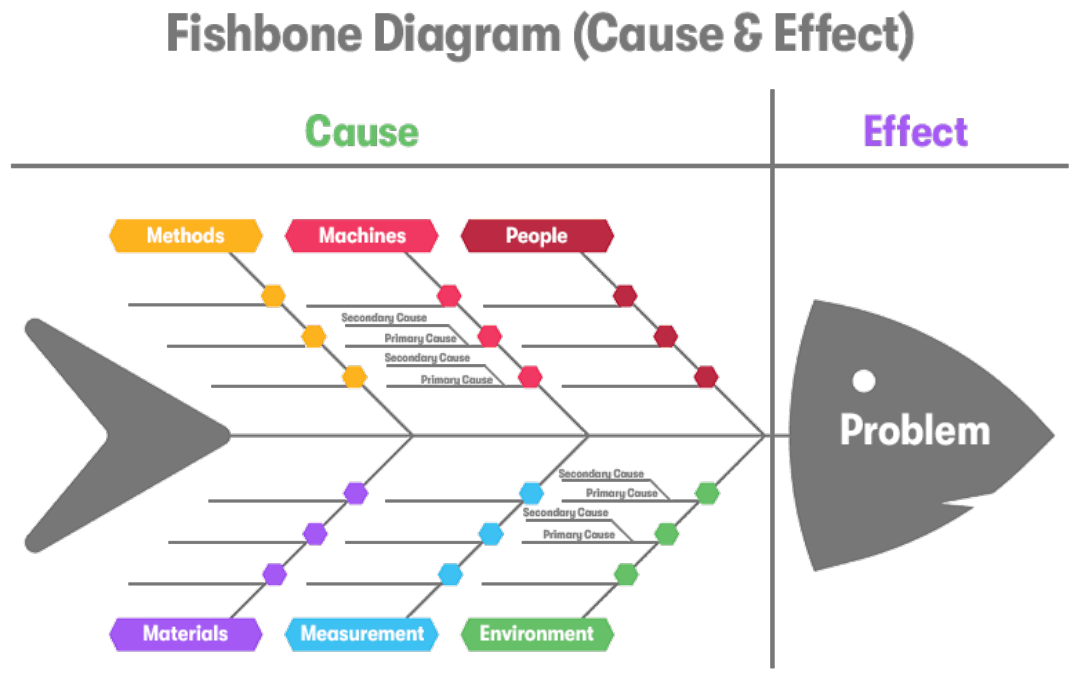 Fishbone Diagram (Cause & Effect)
Cause
Effect
Methods
Machines
People
Secondary Cause
Primary Cause
Secondary Cause
Primary Cause
Problem
Secondary Cause
Primary Cause
Secondary Cause
Primary Cause
Materials
Measurement
Environment